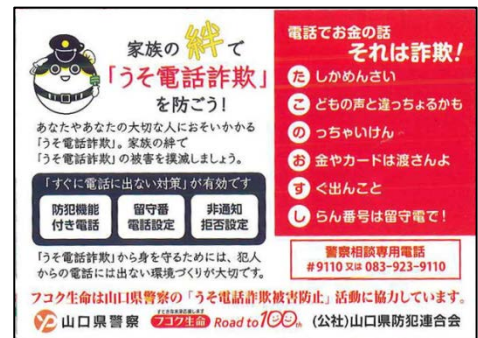 家族の絆で
「うそ電話詐欺」
を防ごう!
あなたやあなたの大切な人におそいかかる
「うそ電話詐欺」。家族の絆で
「うそ電話詐欺」の被害を撲滅しましょう。
「すぐに電話に出ない対策」が有効です
防犯機能
付き電話
留守番
電話設定
非通知
拒否設定
「うそ電話詐欺」から身を守るためには、犯人
からの電話には出ない環境づくりが大切です。
電話でお金の話
それは詐欺!
た しかめんさい
こ どもの声と違っちょるかも
の っちゃいけん
お 金やカードは渡さんよ
す ぐ出んこと
し らん番号は留守電で!
警察相談専用電話
#9110 又は 083-923-9110
フコク生命は山口県警察の「うそ電話詐欺被害防止」活動に協力しています。
山口県警察 フコク生命 Road to 100th (公社)山口県防犯連合会